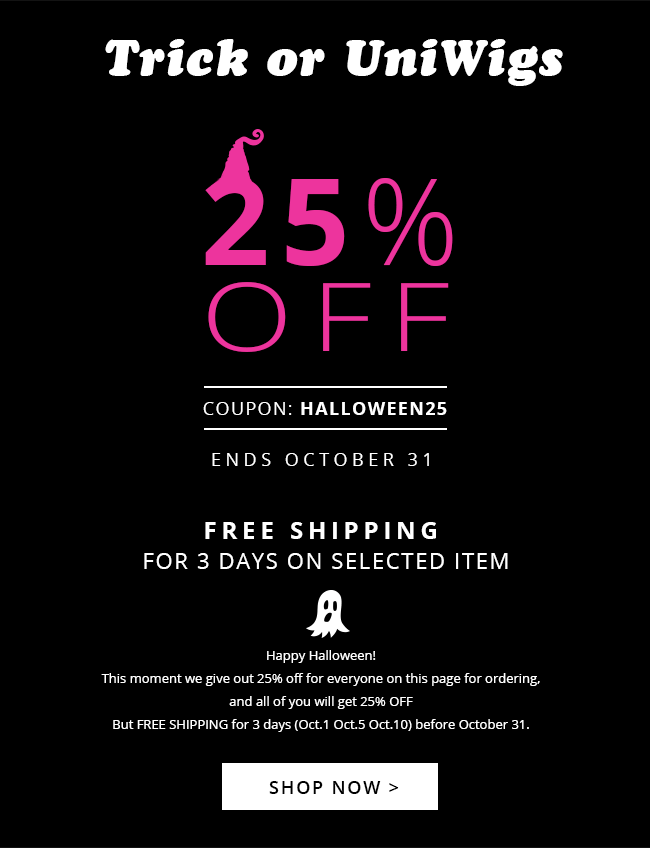 Trick or UniWigs
25%
OFF
COUPON: HALLOWEEN25
ENDS OCTOBER 31
FREE SHIPPING
FOR 3 DAYS ON SELECTED ITEM
Happy Halloween!
This moment we give out 25% off for everyone on this page for ordering,
and all of you will get 25% OFF
But FREE SHIPPING for 3 days (Oct.1 Oct.5 Oct.10) before October 31.
SHOP NOW >